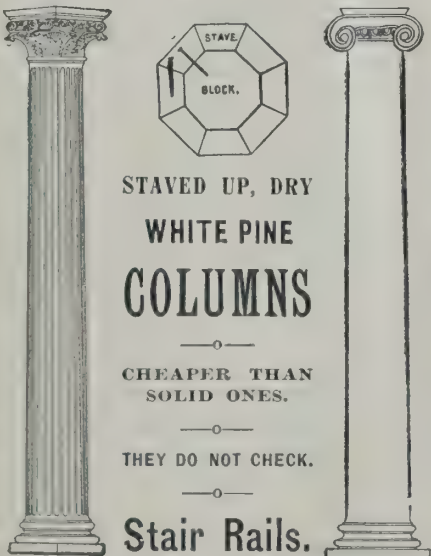 STAVE.
BLOCK.
STAVED UP, DRY
WHITE PINE
COLUMNS
CHEAPER THAN
SOLID ONES.
THEY DO NOT CHECK.
Stair Rails.